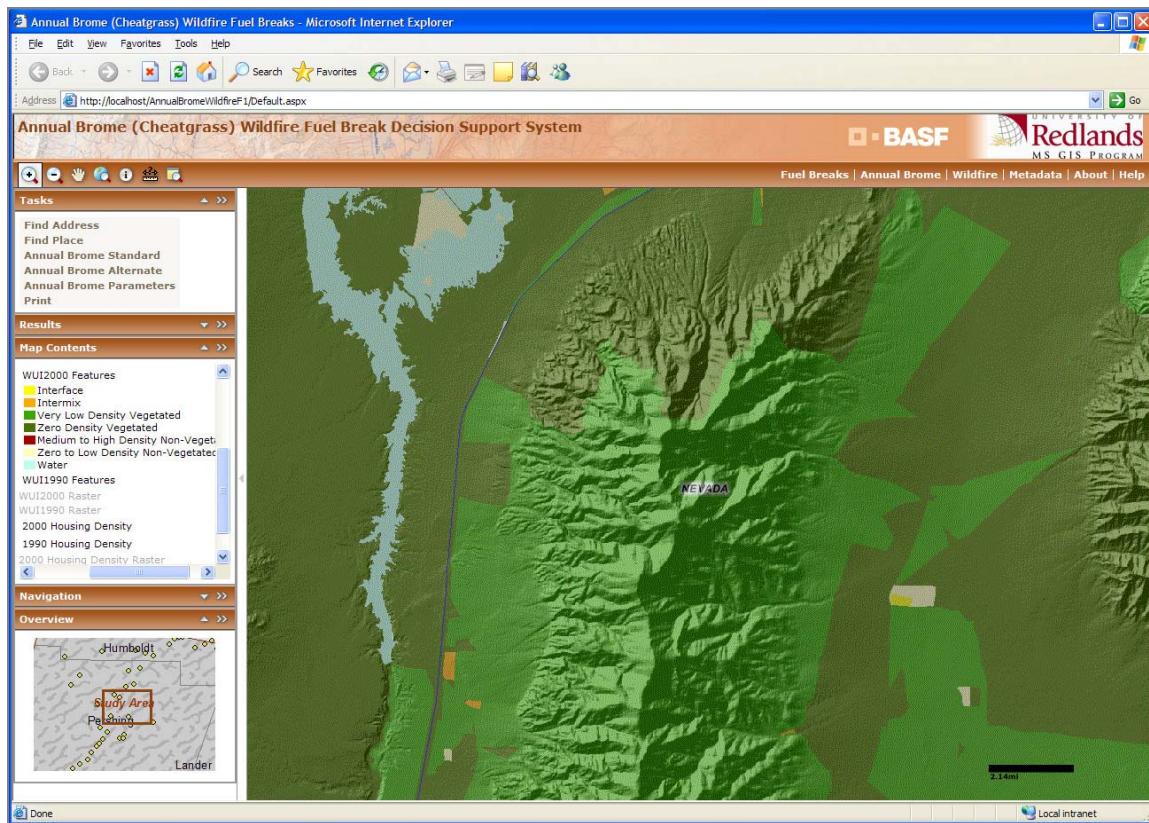 Annual Brome (Cheatgrass) Wildfire Fuel Breaks - Microsoft Internet Explorer
File Edit View Favorites Tools Help
Back Search Favorites
Address http://localhost/AnnualBromeWildfireF1/Default.aspx Go
Annual Brome (Cheatgrass) Wildfire Fuel Break Decision Support System
BASF
UNIVERSITY OF
Redlands
MS GIS PROGRAM
Fuel Breaks | Annual Brome | Wildfire | Metadata | About | Help
Tasks
Find Address
Find Place
Annual Brome Standard
Annual Brome Alternate
Annual Brome Parameters
Print
Results
Map Contents
WUI2000 Features
Interface
Intermix
Very Low Density Vegetated
Zero Density Vegetated
Medium to High Density Non-Vegeta
Zero to Low Density Non-Vegetated
Water
WUI1990 Features
WUI2000 Raster
WUI1990 Raster
2000 Housing Density
1990 Housing Density
2000 Housing Density Raster
Navigation
Overview
Humboldt
Study Area
Pershing
Lander
NEVADA
2.14mi
Done
Local intranet